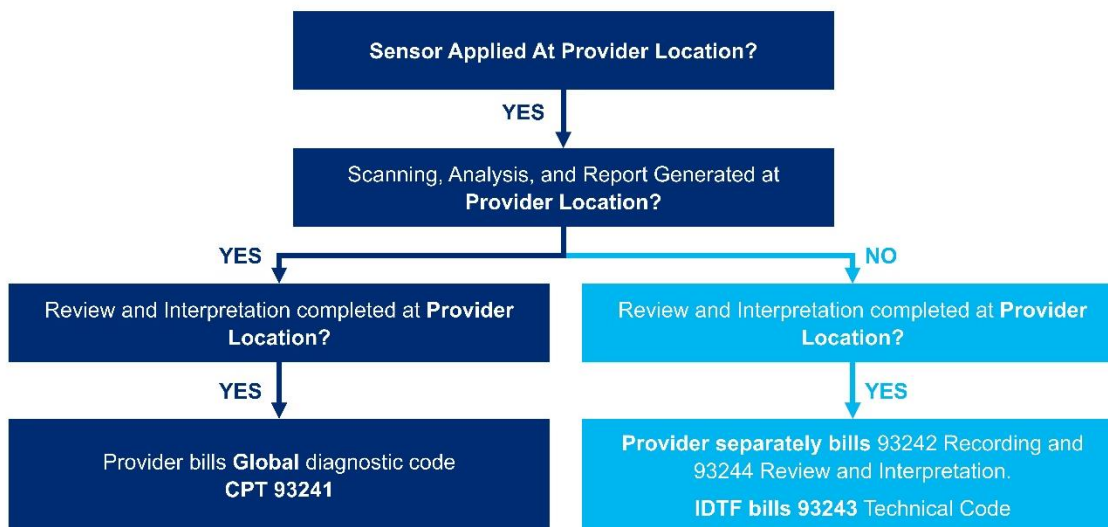 Sensor Applied At Provider Location?
YES
Scanning, Analysis, and Report Generated at
Provider Location?
YES
NO
Review and Interpretation completed at Provider
Location?
Review and Interpretation completed at Provider
Location?
YES
YES
Provider bills Global diagnostic code
CPT 93241
Provider separately bills 93242 Recording and
93244 Review and Interpretation.
IDTF bills 93243 Technical Code